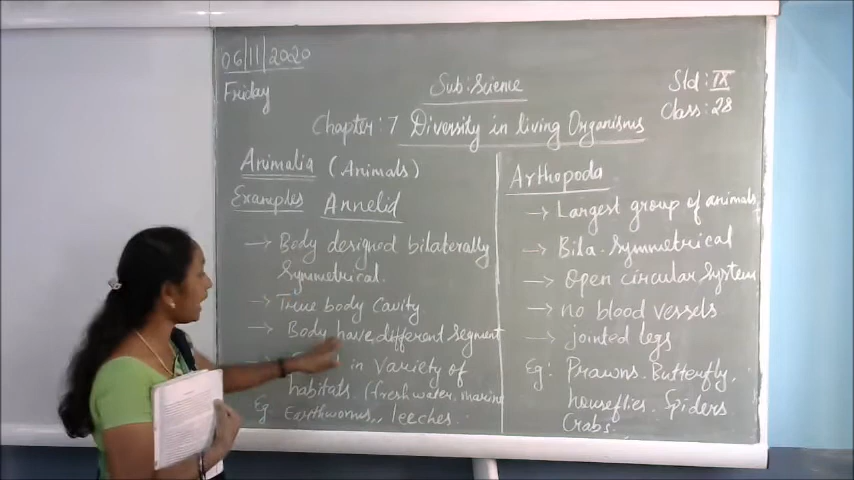 06/11/2020
Friday
Sub: Science
Std: IX
Class: 28
Chapter: 7 Diversity in living Organisms
Animalia (Animals)
Examples Annelid
→ Body designed bilaterally
Symmetrical.
→ True body Cavity
→ Body have different Segment
in Variety of
habitats. (freshwater, marine
Eg: Earthworms, leeches.
Arthopoda
→ Largest group of animals,
→ Bila. Symmetrical
→ Open circular System
→ no blood vessels
→ jointed legs
Eg: Prawns. Butterfly,
houseflies. Spiders
Crabs.